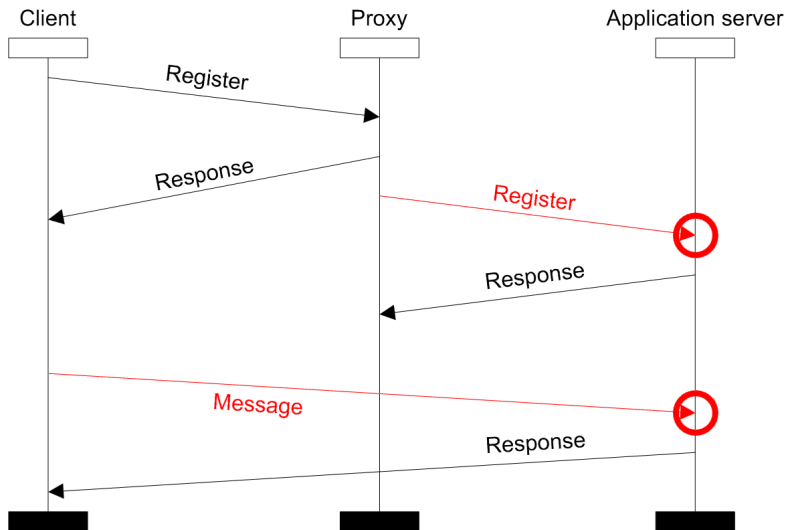 Client
Proxy
Application server
Register
Response
Register
Response
Message
Response